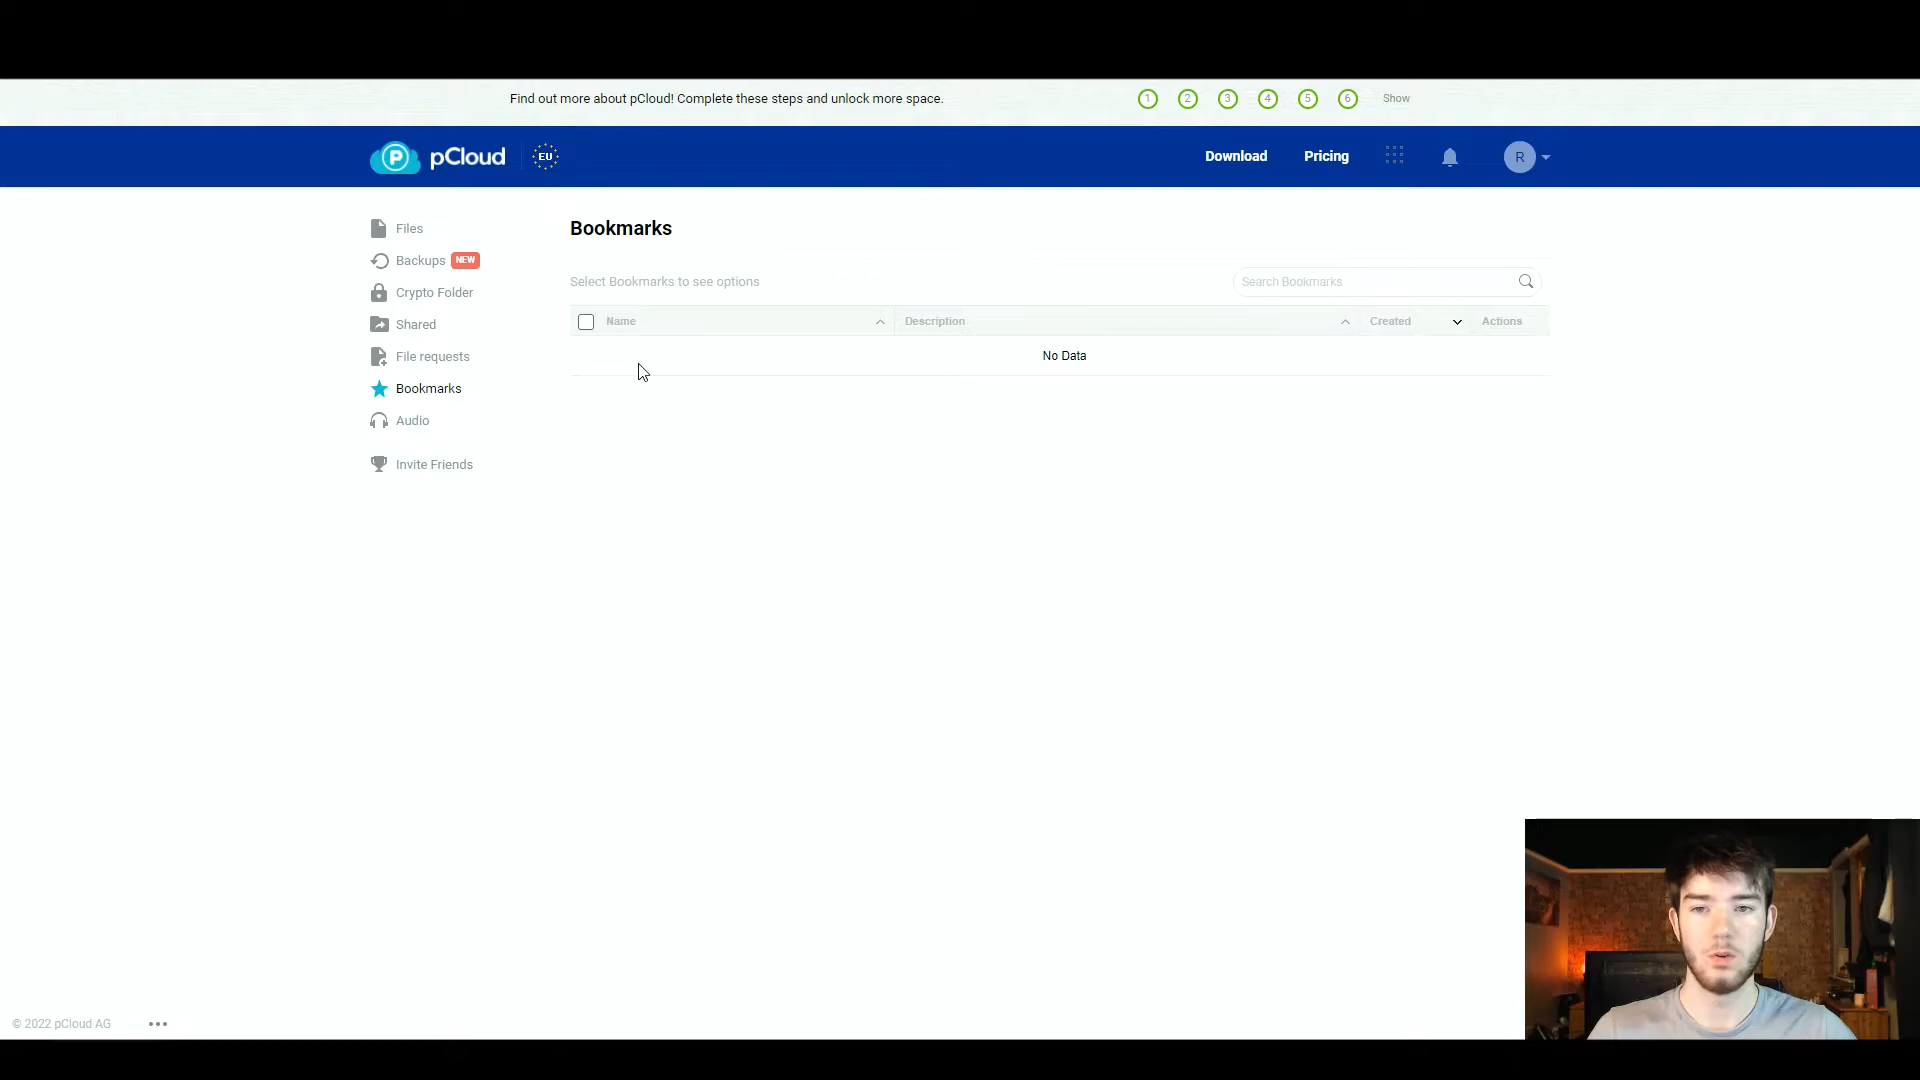 Find out more about pCloud! Complete these steps and unlock more space.
1 2 3 4 5 6 Show
P pCloud EU
Download Pricing R
Files
Backups NEW
Crypto Folder
Shared
File requests
Bookmarks
Audio
Invite Friends
Bookmarks
Select Bookmarks to see options
Search Bookmarks
Name Description Created Actions
No Data
© 2022 pCloud AG